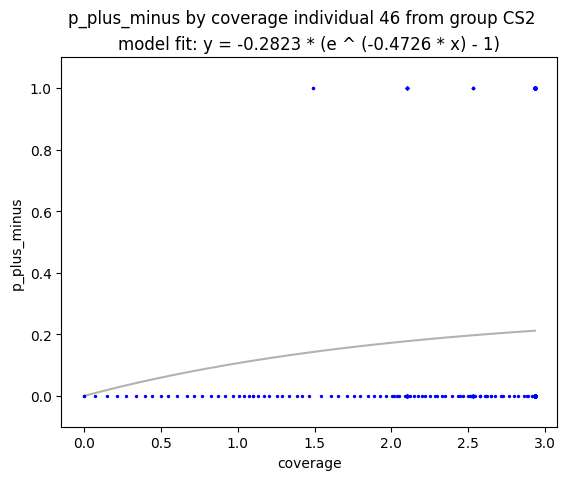 p_plus_minus by coverage individual 46 from group CS2
model fit: y = -0.2823 * (e ^ (-0.4726 * x) - 1)
1.0
0.8
0.6
0.4
0.2
0.0
p_plus_minus
0.0 0.5 1.0 1.5 2.0 2.5 3.0
coverage